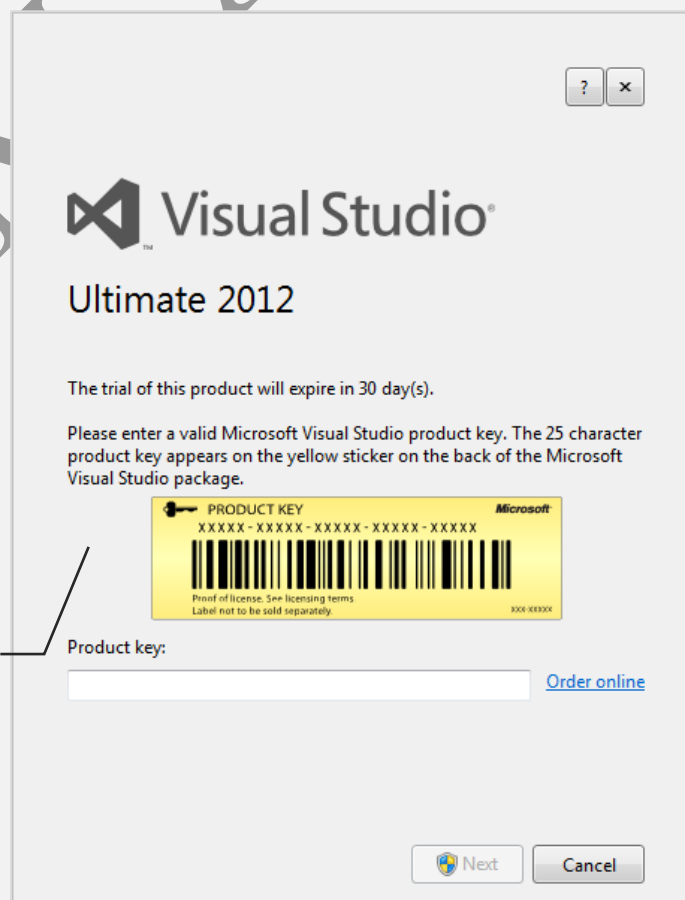 ? ×
Visual Studio®
™
Ultimate 2012
The trial of this product will expire in 30 day(s).
Please enter a valid Microsoft Visual Studio product key. The 25 character
product key appears on the yellow sticker on the back of the Microsoft
Visual Studio package.
PRODUCT KEY Microsoft
XXXXX - XXXXX - XXXXX - XXXXX - XXXXX
Proof of license. See licensing terms.
Label not to be sold separately. XXX-XXXXX
Product key:
Order online
Next Cancel